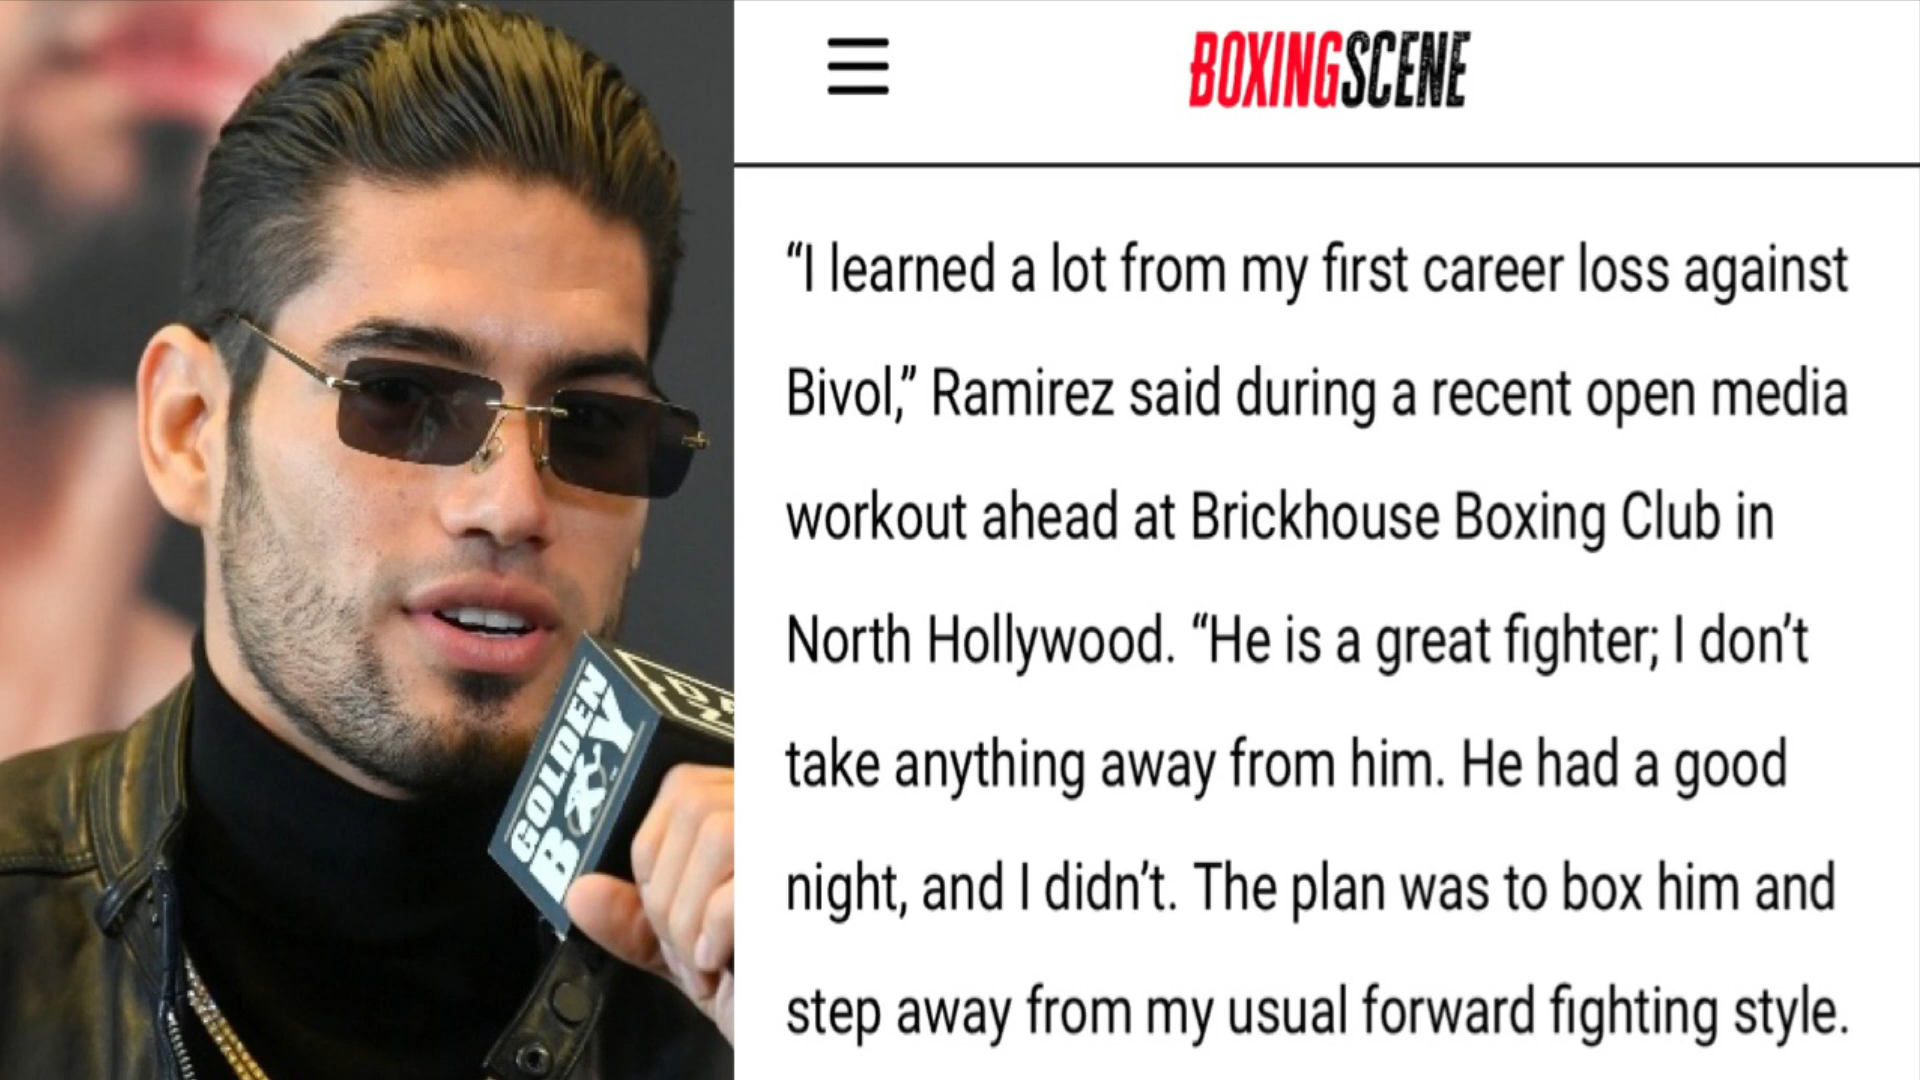 BOXINGSCENE
“I learned a lot from my first career loss against
Bivol,” Ramirez said during a recent open media
workout ahead at Brickhouse Boxing Club in
North Hollywood. “He is a great fighter; I don’t
take anything away from him. He had a good
night, and I didn’t. The plan was to box him and
step away from my usual forward fighting style.
GOLDEN
BOY